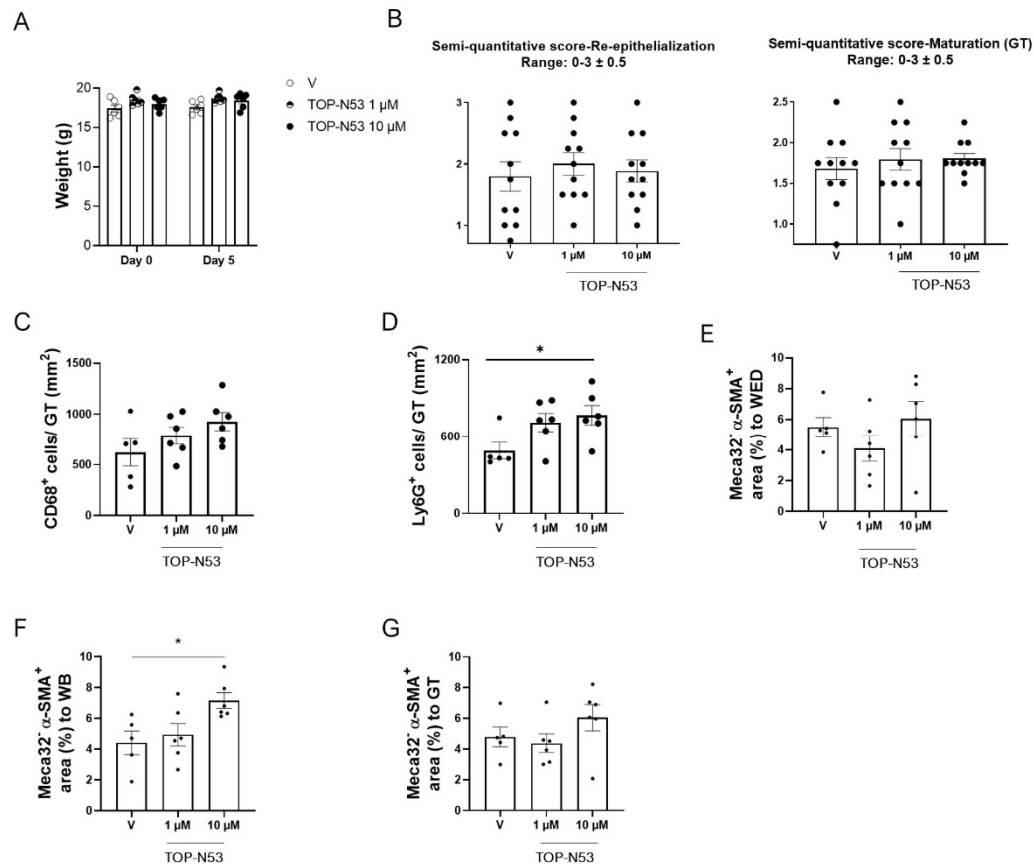 A
Weight (g)
20
15
10
5
0
Day 0
Day 5
V
TOP-N53 1 µM
TOP-N53 10 µM
B
Semi-quantitative score-Re-epithelialization
Range: 0-3 ± 0.5
3
2
1
V
1 µM
10 µM
TOP-N53
Semi-quantitative score-Maturation (GT)
Range: 0-3 ± 0.5
2.5
2.0
1.5
1.0
V
1 µM
10 µM
TOP-N53
C
CD68⁺ cells/ GT (mm²)
1500
1000
500
0
V
1 µM
10 µM
TOP-N53
D
Ly6G⁺ cells/ GT (mm²)
1200
600
0
*
V
1 µM
10 µM
TOP-N53
E
Meca32⁻ α-SMA⁺
area (%) to WED
10
8
6
4
2
0
V
1 µM
10 µM
TOP-N53
F
Meca32⁻ α-SMA⁺
area (%) to WB
10
8
6
4
2
0
*
V
1 µM
10 µM
TOP-N53
G
Meca32⁻ α-SMA⁺
area (%) to GT
10
8
6
4
2
0
V
1 µM
10 µM
TOP-N53